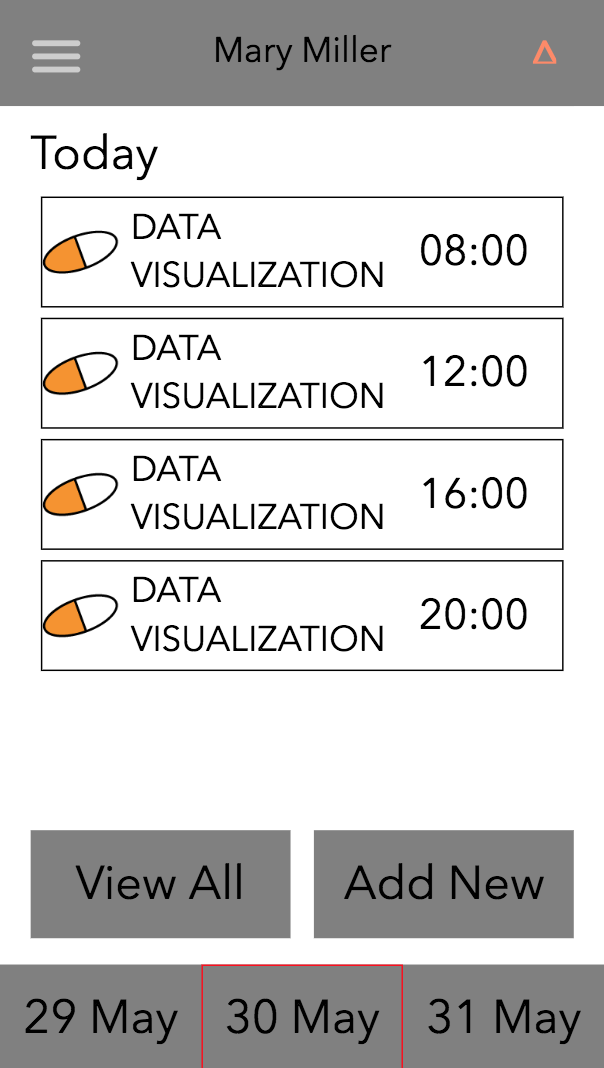 Mary Miller
Today
DATA
VISUALIZATION
08:00
DATA
VISUALIZATION
12:00
DATA
VISUALIZATION
16:00
DATA
VISUALIZATION
20:00
View All
Add New
29 May
30 May
31 May